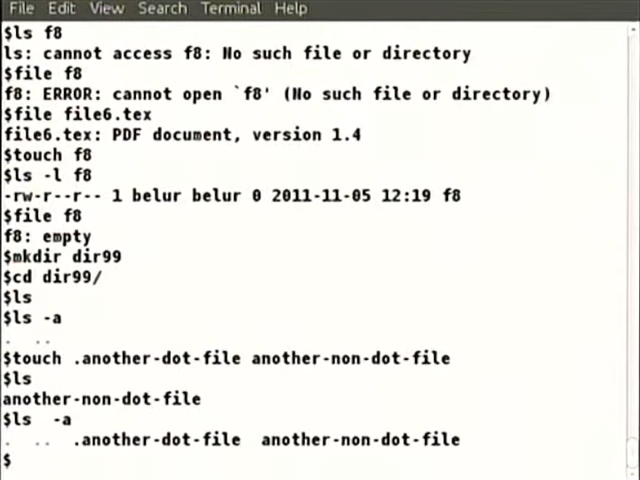 File Edit View Search Terminal Help
$ls f8
ls: cannot access f8: No such file or directory
$file f8
f8: ERROR: cannot open `f8' (No such file or directory)
$file file6.tex
file6.tex: PDF document, version 1.4
$touch f8
$ls -l f8
-rw-r--r-- 1 belur belur 0 2011-11-05 12:19 f8
$file f8
f8: empty
$mkdir dir99
$cd dir99/
$ls
$ls -a
.  ..
$touch .another-dot-file another-non-dot-file
$ls
another-non-dot-file
$ls  -a
.  ..  .another-dot-file  another-non-dot-file
$